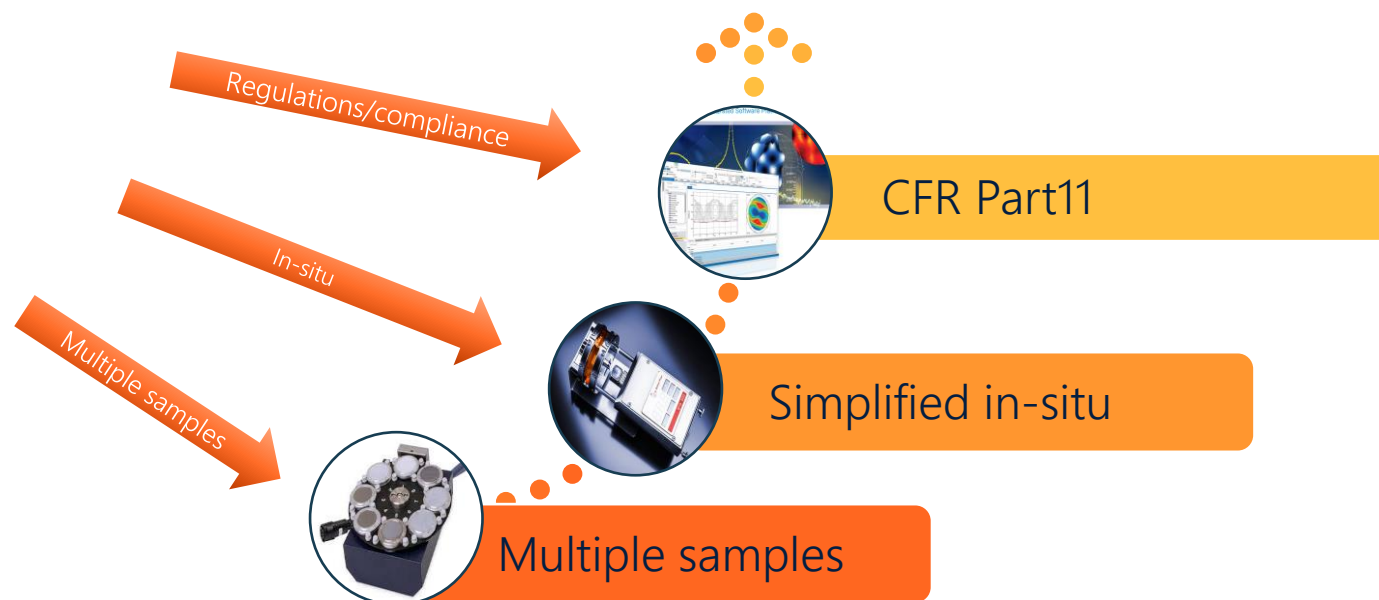 Regulations/compliance
CFR Part11
In-situ
Simplified in-situ
Multiple samples
Multiple samples